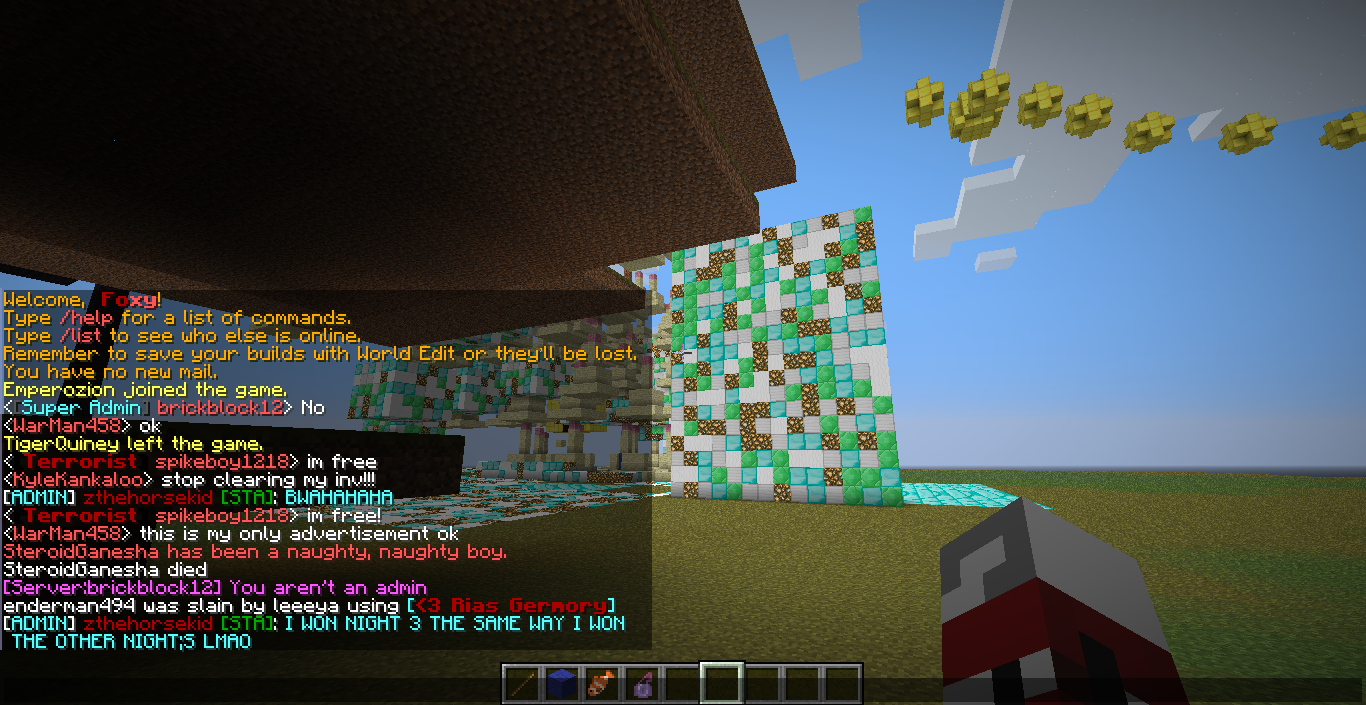 Welcome, Foxy!
Type /help for a list of commands.
Type /list to see who else is online.
Remember to save your builds with World Edit or they'll be lost.
You have no new mail.
Emperozion joined the game.
<[Super Admin] brickblock12> No
<WarMan458> ok
TigerQuiney left the game.
< Terrorist spikeboy1218> im free
<KyleKankaloo> stop clearing my inv!!!
[ADMIN] zthehorsekid [STA]: BWAHAHAHA
< Terrorist spikeboy1218> im free!
<WarMan458> this is my only advertisement ok
SteroidGanesha has been a naughty, naughty boy.
SteroidGanesha died
[Server:brickblock12] You aren't an admin
enderman494 was slain by leeeya using [<3 Rias Germory]
[ADMIN] zthehorsekid [STA]: I WON NIGHT 3 THE SAME WAY I WON
THE OTHER NIGHT;S LMAO